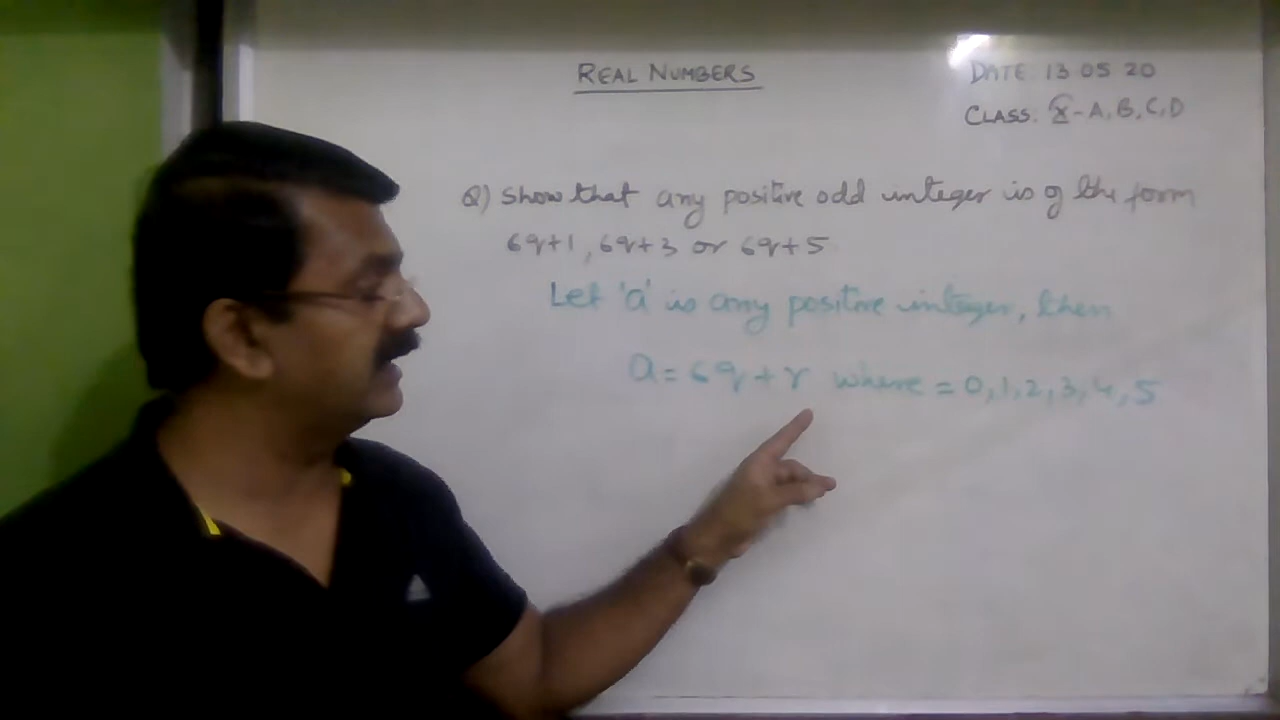 REAL NUMBERS
DATE: 13 05 20
CLASS: X-A, B, C, D
Q) Show that any positive odd integer is of the form
6q+1, 6q+3 or 6q+5
Let 'a' is any positive integer, then
a = 6q + r where = 0, 1, 2, 3, 4, 5